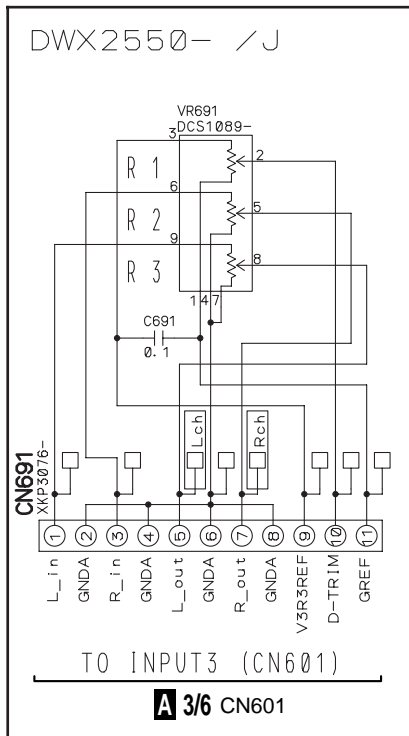 DWX2550- /J
VR691
DCS1089-
3
2
R 1
6
5
R 2
9
8
R 3
1 4 7
C691
0.1
Lch
Rch
CN691
XKP3076-
1 2 3 4 5 6 7 8 9 10 11
L_in
GNDA
R_in
GNDA
L_out
GNDA
R_out
GNDA
V3R3REF
D-TRIM
GREF
TO INPUT3 (CN601)
A 3/6 CN601